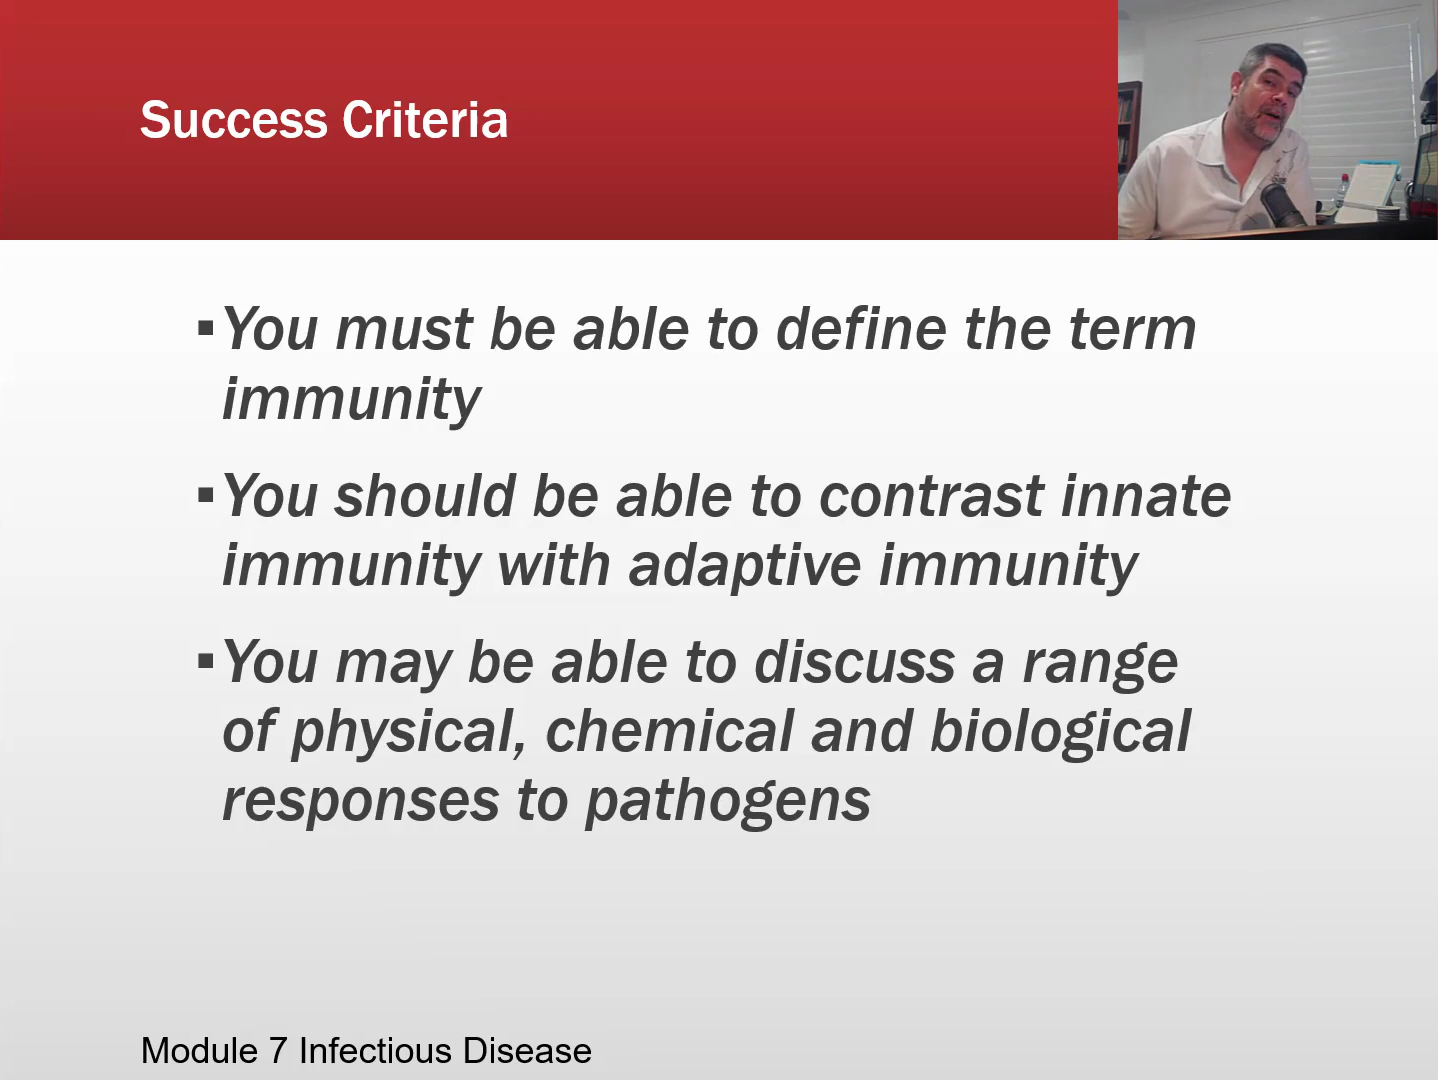 Success Criteria
▪You must be able to define the term
immunity
▪You should be able to contrast innate
immunity with adaptive immunity
▪You may be able to discuss a range
of physical, chemical and biological
responses to pathogens
Module 7 Infectious Disease